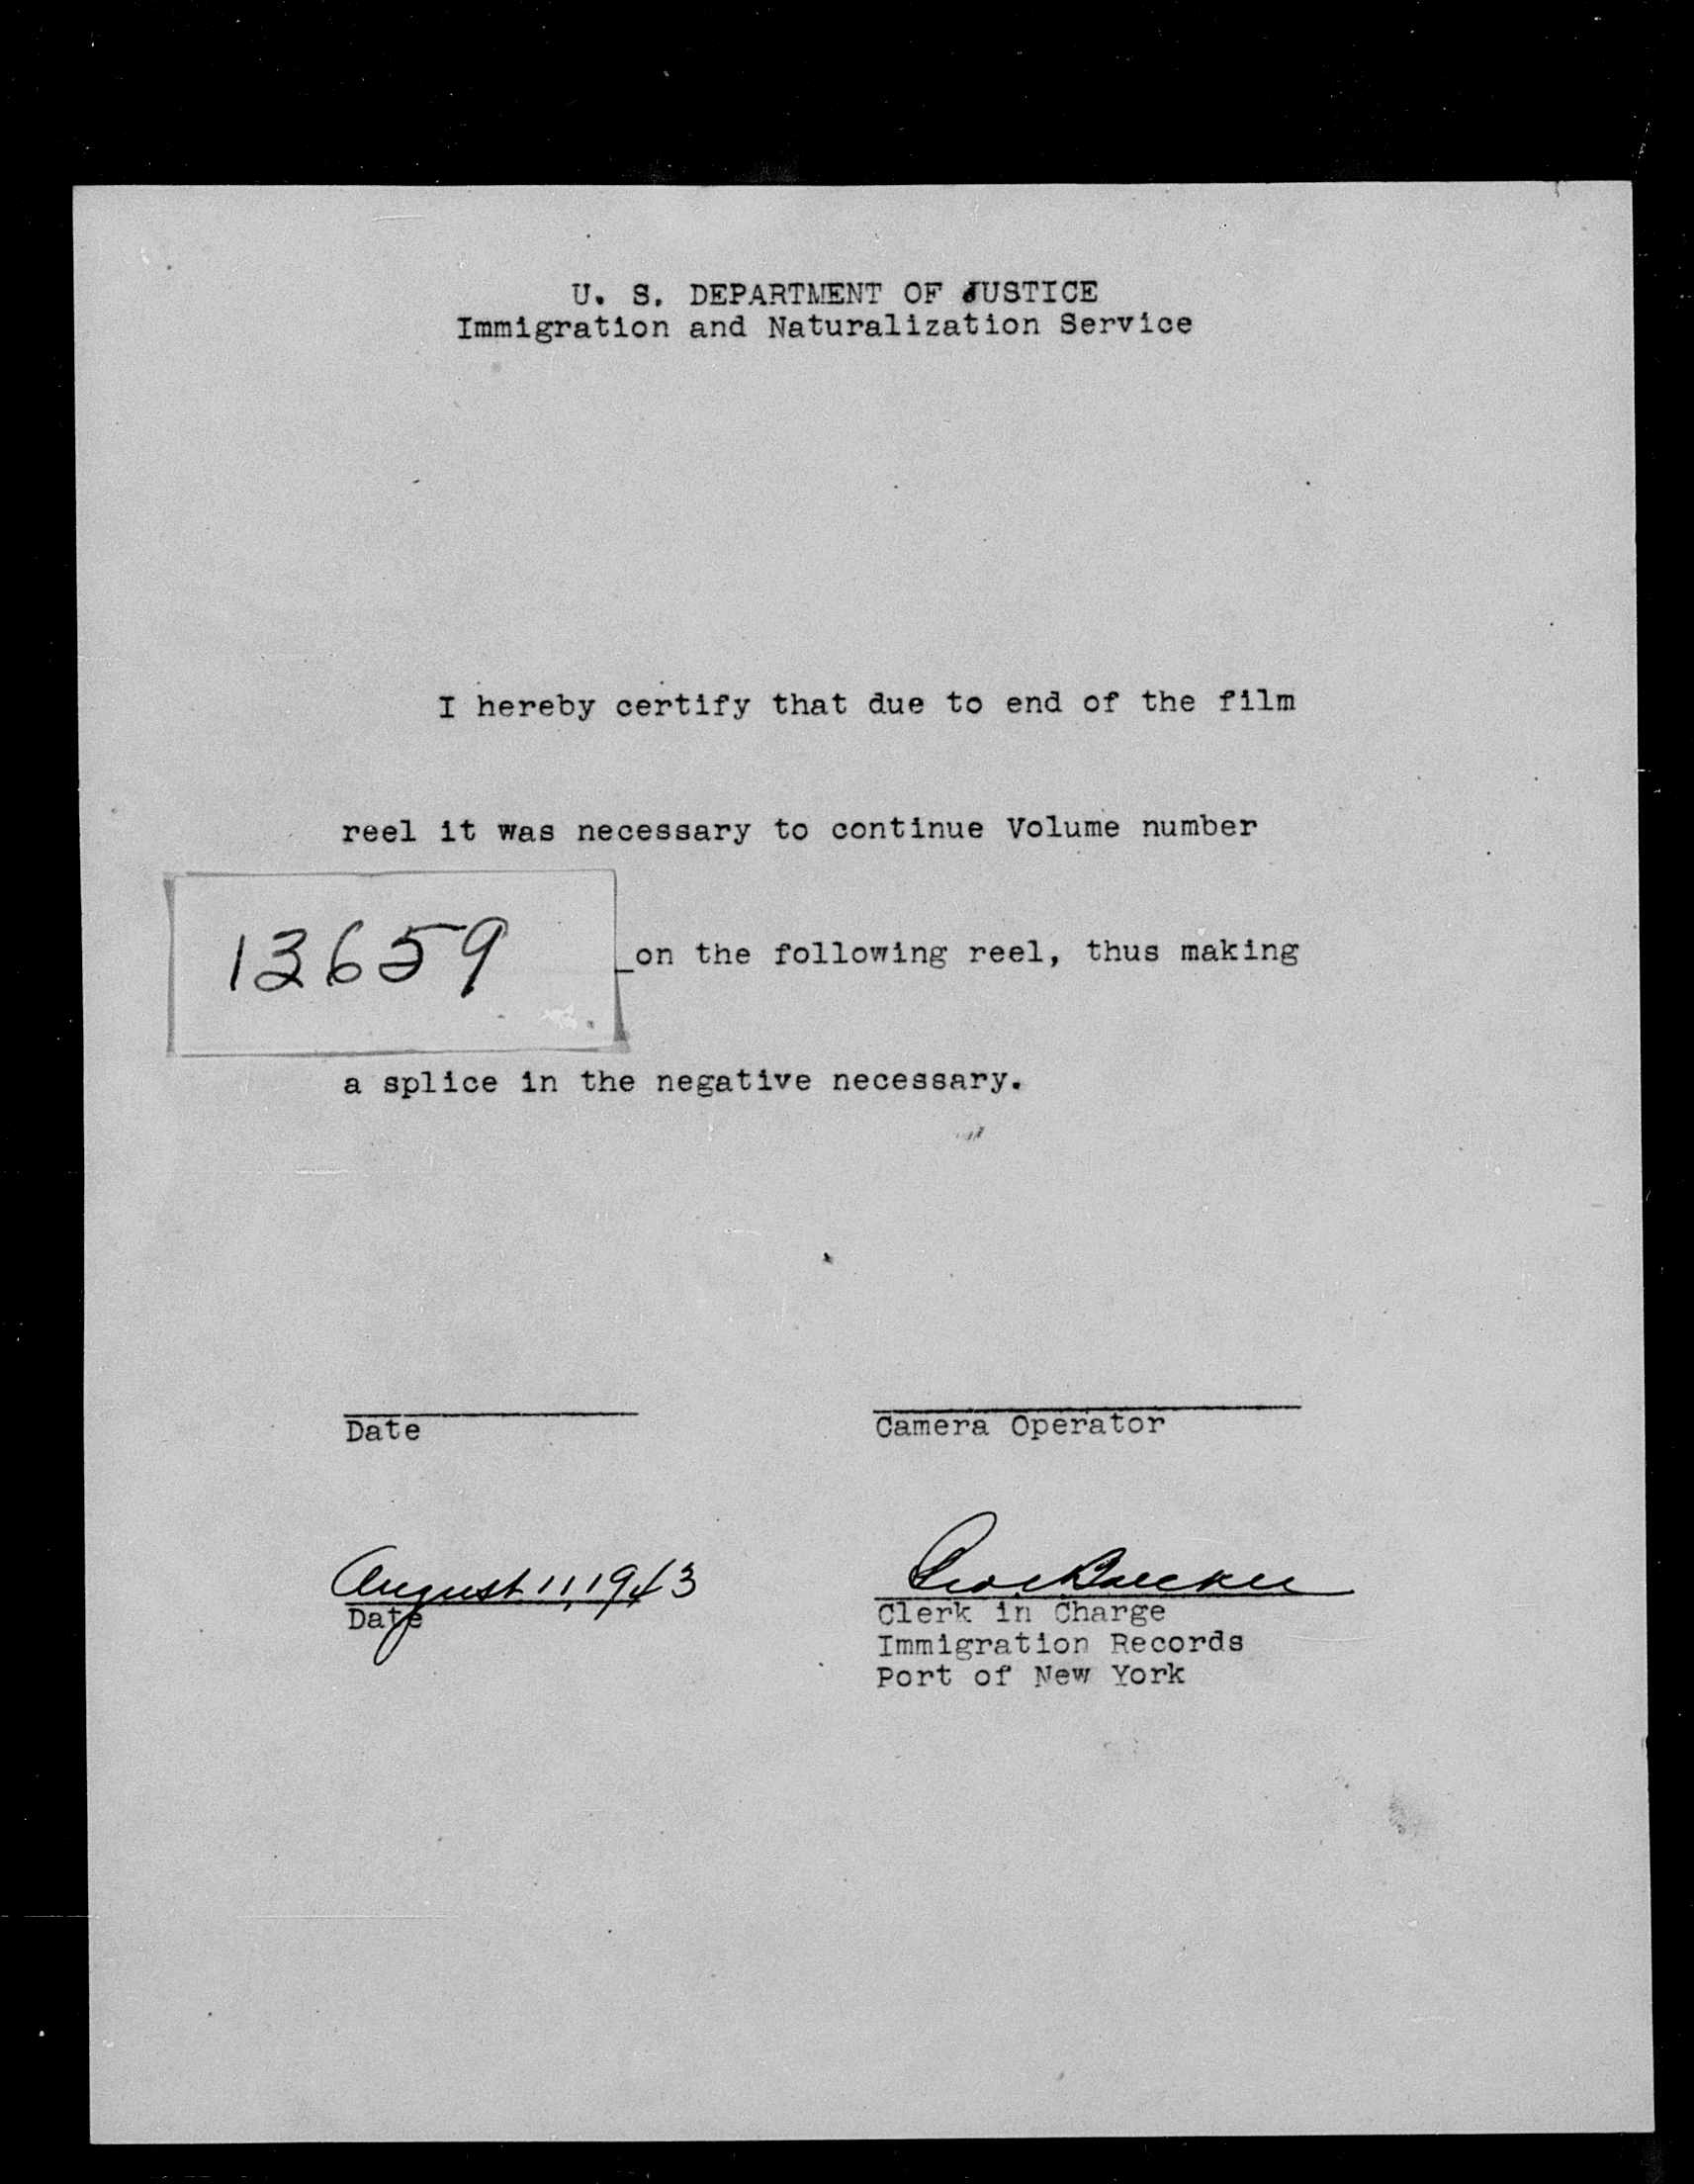 U. S. DEPARTMENT OF JUSTICE
Immigration and Naturalization Service
I hereby certify that due to end of the film
reel it was necessary to continue Volume number
13659 on the following reel, thus making
a splice in the negative necessary.
Date Camera Operator
August 11, 1943
Date Clerk in Charge
Immigration Records
Port of New York